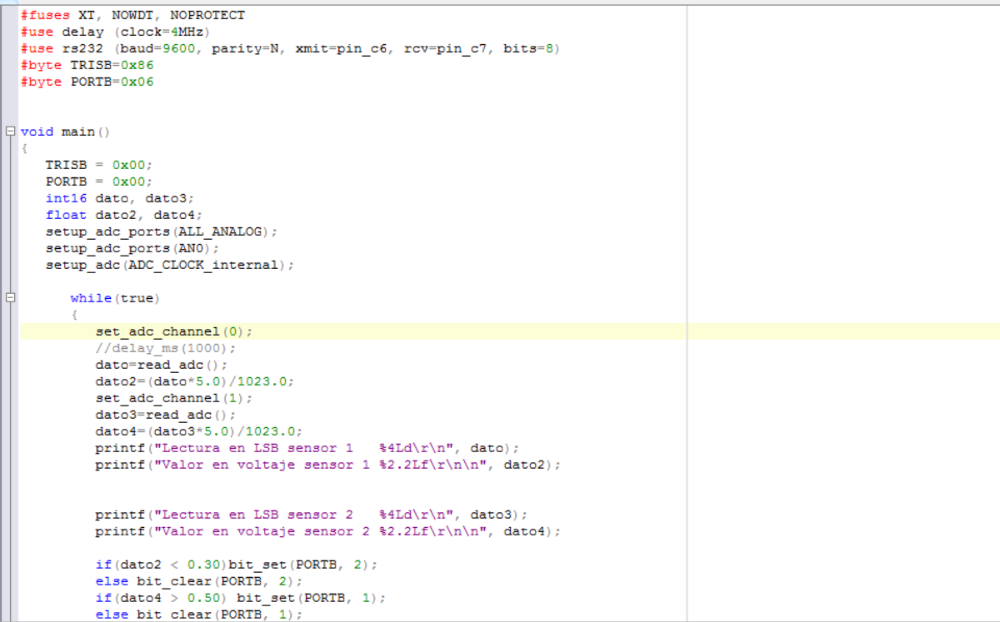 #fuses XT, NOWDT, NOPROTECT
#use delay (clock=4MHz)
#use rs232 (baud=9600, parity=N, xmit=pin_c6, rcv=pin_c7, bits=8)
#byte TRISB=0x86
#byte PORTB=0x06
void main()
{
TRISB = 0x00;
PORTB = 0x00;
int16 dato, dato3;
float dato2, dato4;
setup_adc_ports(ALL_ANALOG);
setup_adc_ports(AN0);
setup_adc(ADC_CLOCK_internal);
while(true)
{
set_adc_channel(0);
//delay_ms(1000);
dato=read_adc();
dato2=(dato*5.0)/1023.0;
set_adc_channel(1);
dato3=read_adc();
dato4=(dato3*5.0)/1023.0;
printf("Lectura en LSB sensor 1   %4Ld\r\n", dato);
printf("Valor en voltaje sensor 1 %2.2Lf\r\n\n", dato2);
printf("Lectura en LSB sensor 2   %4Ld\r\n", dato3);
printf("Valor en voltaje sensor 2 %2.2Lf\r\n\n", dato4);
if(dato2 < 0.30)bit_set(PORTB, 2);
else bit_clear(PORTB, 2);
if(dato4 > 0.50) bit_set(PORTB, 1);
else bit_clear(PORTB, 1);